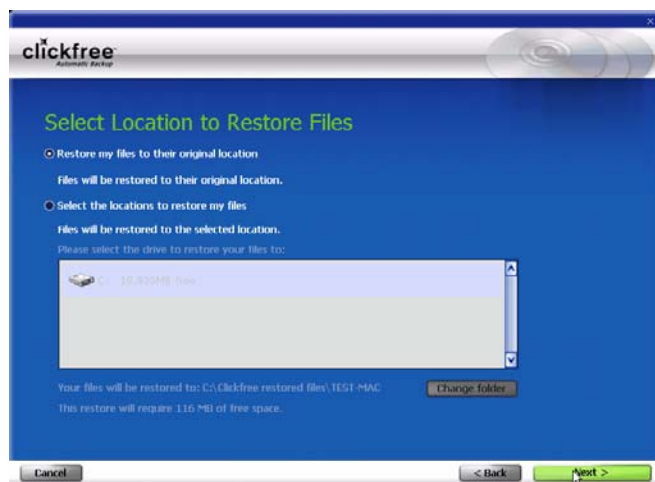 clickfree
Automatic Backup
Select Location to Restore Files
Restore my files to their original location
Files will be restored to their original location.
Select the locations to restore my files
Files will be restored to the selected location.
Please select the drive to restore your files to:
C: 19,930MB free
Your files will be restored to: C:\Clickfree restored files\TEST-MAC
Change folder
This restore will require 116 MB of free space.
Cancel
< Back
Next >